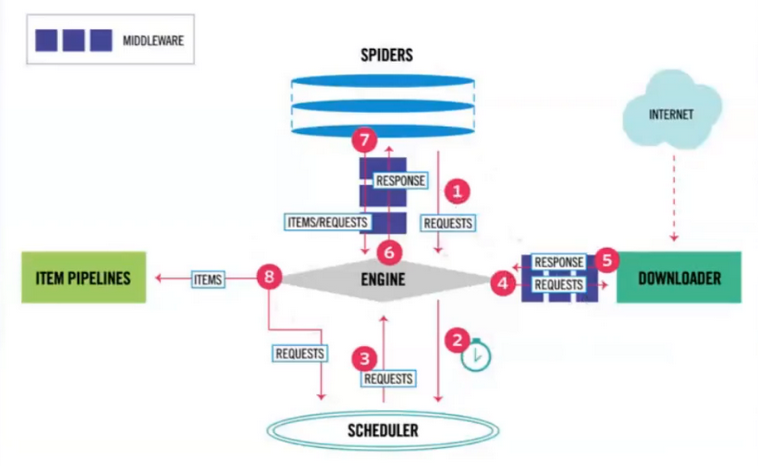 MIDDLEWARE
SPIDERS
INTERNET
7
RESPONSE
1
ITEMS/REQUESTS
REQUESTS
6
RESPONSE
5
ITEM PIPELINES
ITEMS
8
ENGINE
4
REQUESTS
DOWNLOADER
2
REQUESTS
3
REQUESTS
SCHEDULER